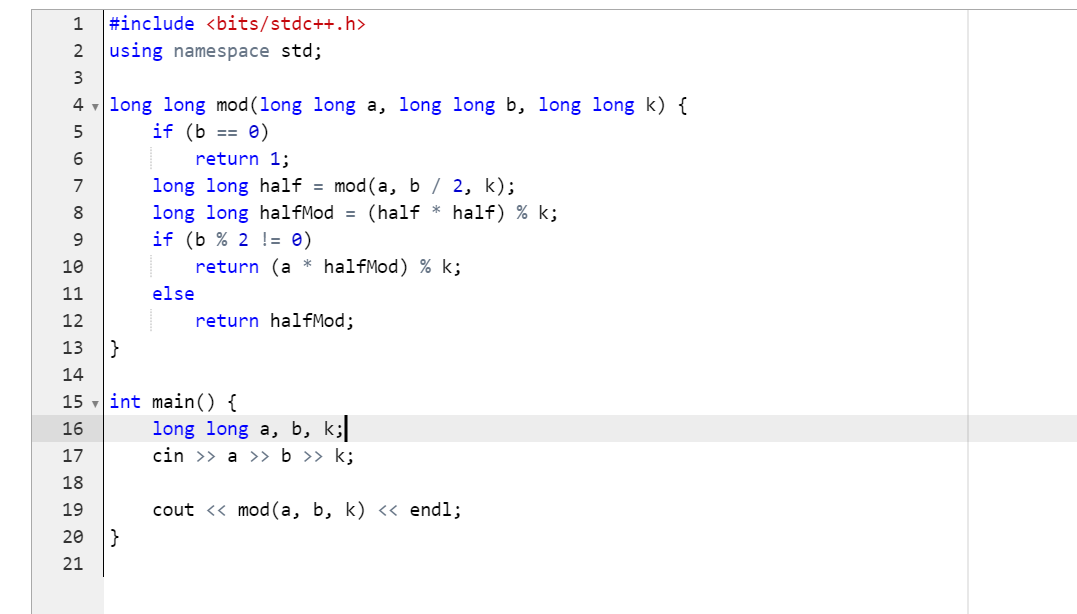 1 #include <bits/stdc++.h>
2 using namespace std;
3
4 long long mod(long long a, long long b, long long k) {
5     if (b == 0)
6         return 1;
7     long long half = mod(a, b / 2, k);
8     long long halfMod = (half * half) % k;
9     if (b % 2 != 0)
10         return (a * halfMod) % k;
11     else
12         return halfMod;
13 }
14
15 int main() {
16     long long a, b, k;
17     cin >> a >> b >> k;
18
19     cout << mod(a, b, k) << endl;
20 }
21